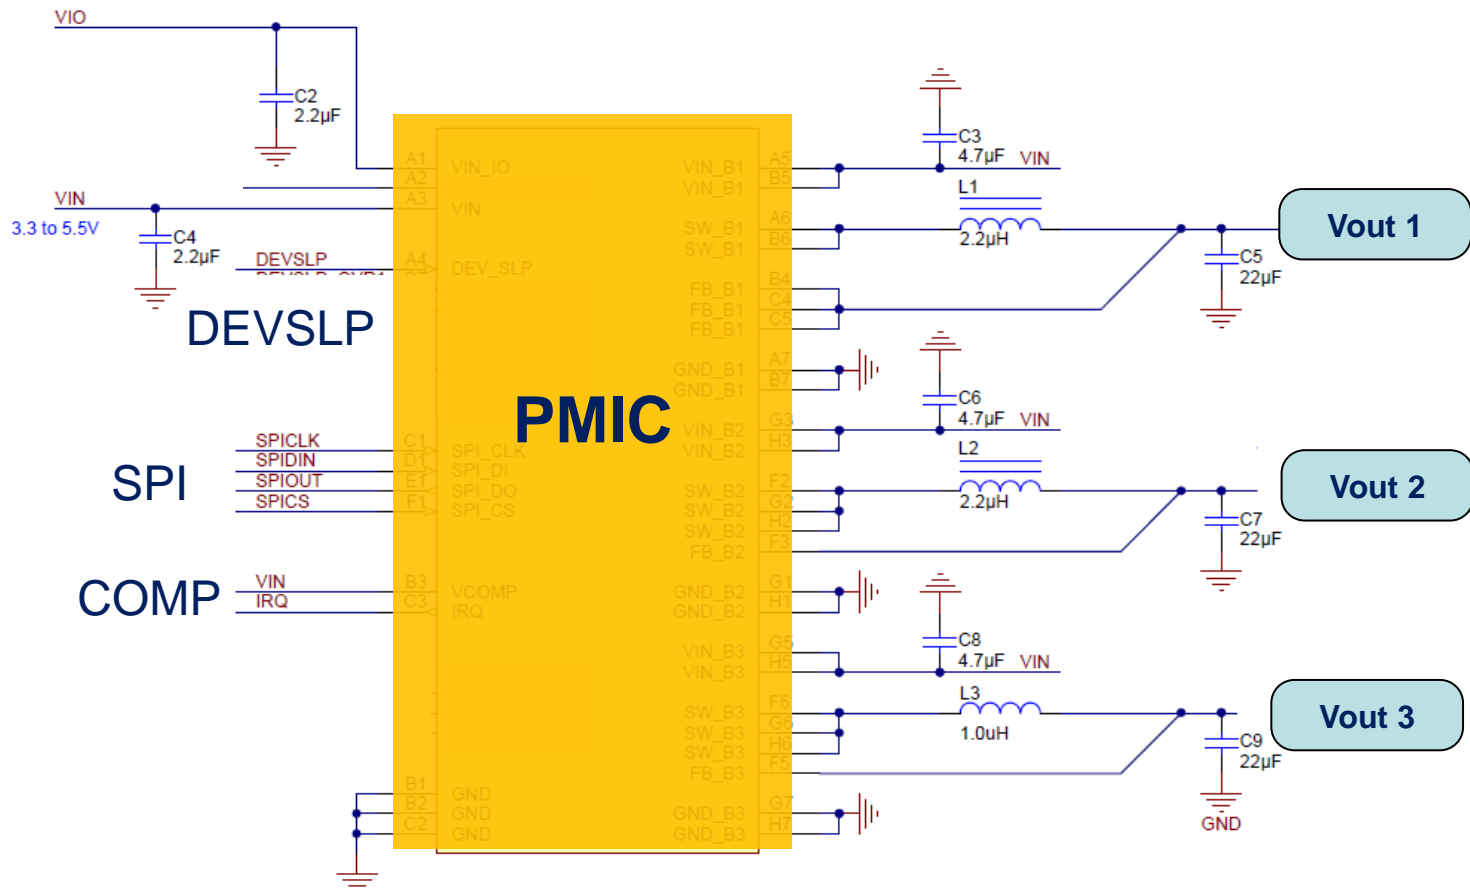 VIO
C2
2.2µF
VIN
3.3 to 5.5V
C4
2.2µF
DEVSLP
DEVSLP
SPI
SPICLK
SPIDIN
SPIOUT
SPICS
COMP
VIN
IRQ
PMIC
A1 VIN_IO
A2
A3 VIN
A4 DEV_SLP
C1 SPI_CLK
D1 SPI_DI
E1 SPI_DO
F1 SPI_CS
B3 VCOMP
C3 IRQ
B1 GND
B2 GND
C2 GND
VIN_B1 A5
VIN_B1 B5
SW_B1 A6
SW_B1 B6
FB_B1 B4
FB_B1 C4
FB_B1 C5
GND_B1 A7
GND_B1 B7
VIN_B2 G3
VIN_B2 H3
SW_B2 F2
SW_B2 G2
SW_B2 H2
FB_B2 F3
GND_B2 G1
GND_B2 H1
VIN_B3 G5
VIN_B3 H5
SW_B3 F6
SW_B3 G6
SW_B3 H6
FB_B3 F5
GND_B3 G7
GND_B3 H7
C3
4.7µF VIN
L1
2.2µH
Vout 1
C5
22µF
C6
4.7µF VIN
L2
2.2µH
Vout 2
C7
22µF
C8
4.7µF VIN
L3
1.0uH
Vout 3
C9
22µF
GND